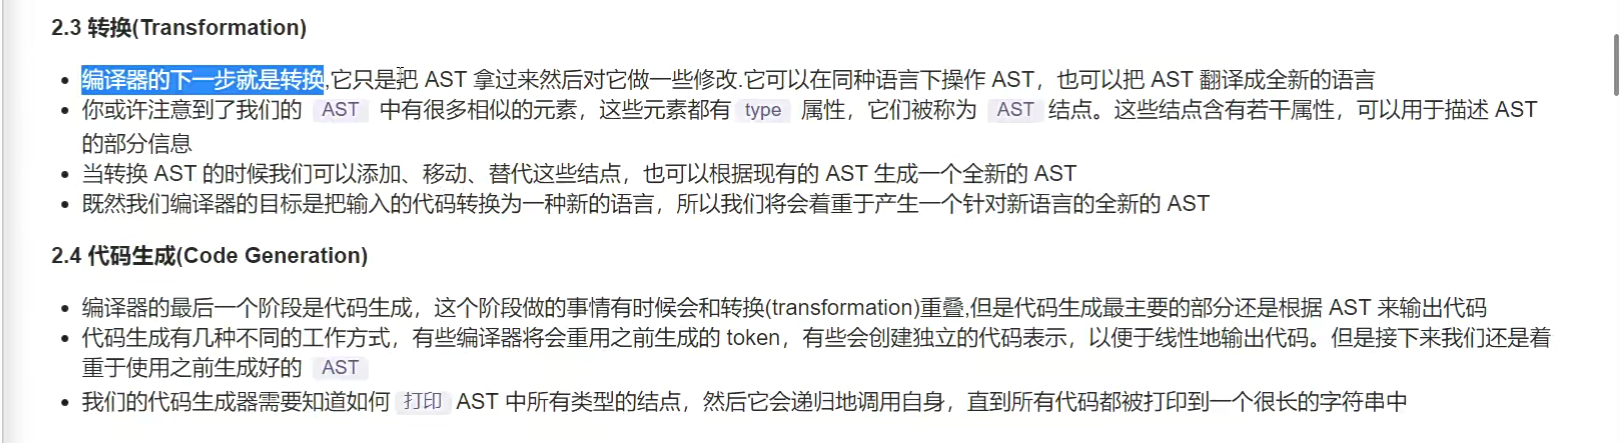 2.3 转换(Transformation)
编译器的下一步就是转换,它只是把 AST 拿过来然后对它做一些修改.它可以在同种语言下操作 AST，也可以把 AST 翻译成全新的语言
你或许注意到了我们的 AST 中有很多相似的元素，这些元素都有 type 属性，它们被称为 AST 结点。这些结点含有若干属性，可以用于描述 AST
的部分信息
当转换 AST 的时候我们可以添加、移动、替代这些结点，也可以根据现有的 AST 生成一个全新的 AST
既然我们编译器的目标是把输入的代码转换为一种新的语言，所以我们将会着重于产生一个针对新语言的全新的 AST
2.4 代码生成(Code Generation)
编译器的最后一个阶段是代码生成，这个阶段做的事情有时候会和转换(transformation)重叠,但是代码生成最主要的部分还是根据 AST 来输出代码
代码生成有几种不同的工作方式，有些编译器将会重用之前生成的 token，有些会创建独立的代码表示，以便于线性地输出代码。但是接下来我们还是着
重于使用之前生成好的 AST
我们的代码生成器需要知道如何 打印 AST 中所有类型的结点，然后它会递归地调用自身，直到所有代码都被打印到一个很长的字符串中